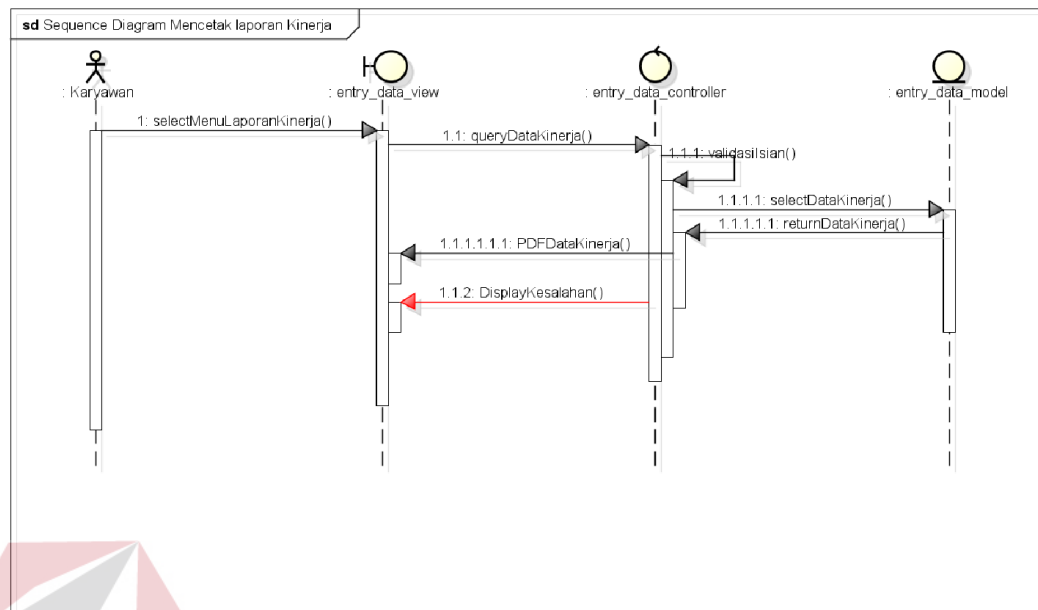 sd Sequence Diagram Mencetak laporan Kinerja
: Karyawan
: entry_data_view
: entry_data_controller
: entry_data_model
1: selectMenuLaporanKinerja()
1.1: queryDataKinerja()
1.1.1: validasiIsian()
1.1.1.1: selectDataKinerja()
1.1.1.1.1: returnDataKinerja()
1.1.1.1.1.1: PDFDataKinerja()
1.1.2: DisplayKesalahan()